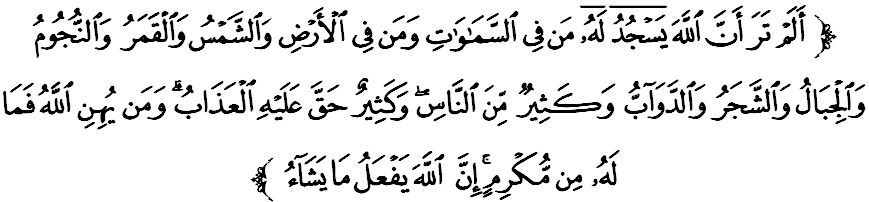 ﴿ أَلَمْ تَرَ أَنَّ ٱللَّهَ يَسْجُدُ لَهُۥ مَن فِى ٱلسَّمَٰوَٰتِ وَمَن فِى ٱلْأَرْضِ وَٱلشَّمْسُ وَٱلْقَمَرُ وَٱلنُّجُومُ
وَٱلْجِبَالُ وَٱلشَّجَرُ وَٱلدَّوَآبُّ وَكَثِيرٌ مِّنَ ٱلنَّاسِ ۖ وَكَثِيرٌ حَقَّ عَلَيْهِ ٱلْعَذَابُ ۗ وَمَن يُهِنِ ٱللَّهُ فَمَا
لَهُۥ مِن مُّكْرِمٍ ۚ إِنَّ ٱللَّهَ يَفْعَلُ مَا يَشَآءُ ﴾